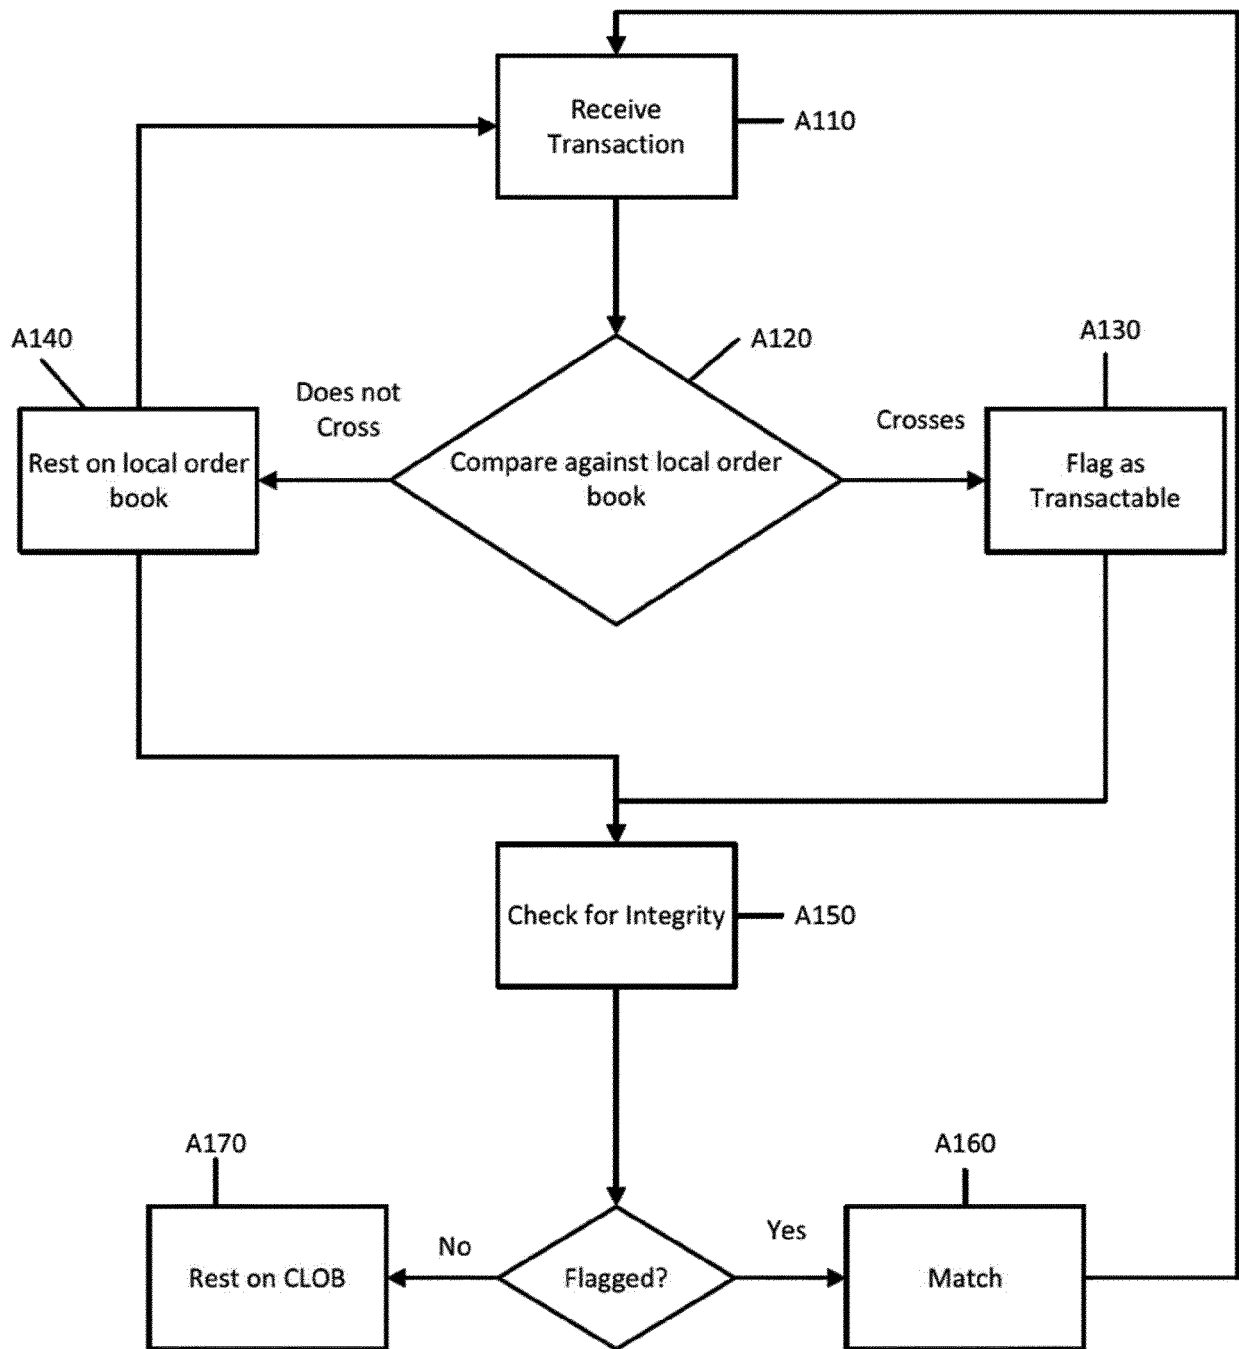 Receive
Transaction
A110
A140
A120
A130
Does not
Cross
Crosses
Rest on local order
book
Compare against local order
book
Flag as
Transactable
Check for Integrity
A150
A170
A160
No
Yes
Rest on CLOB
Flagged?
Match